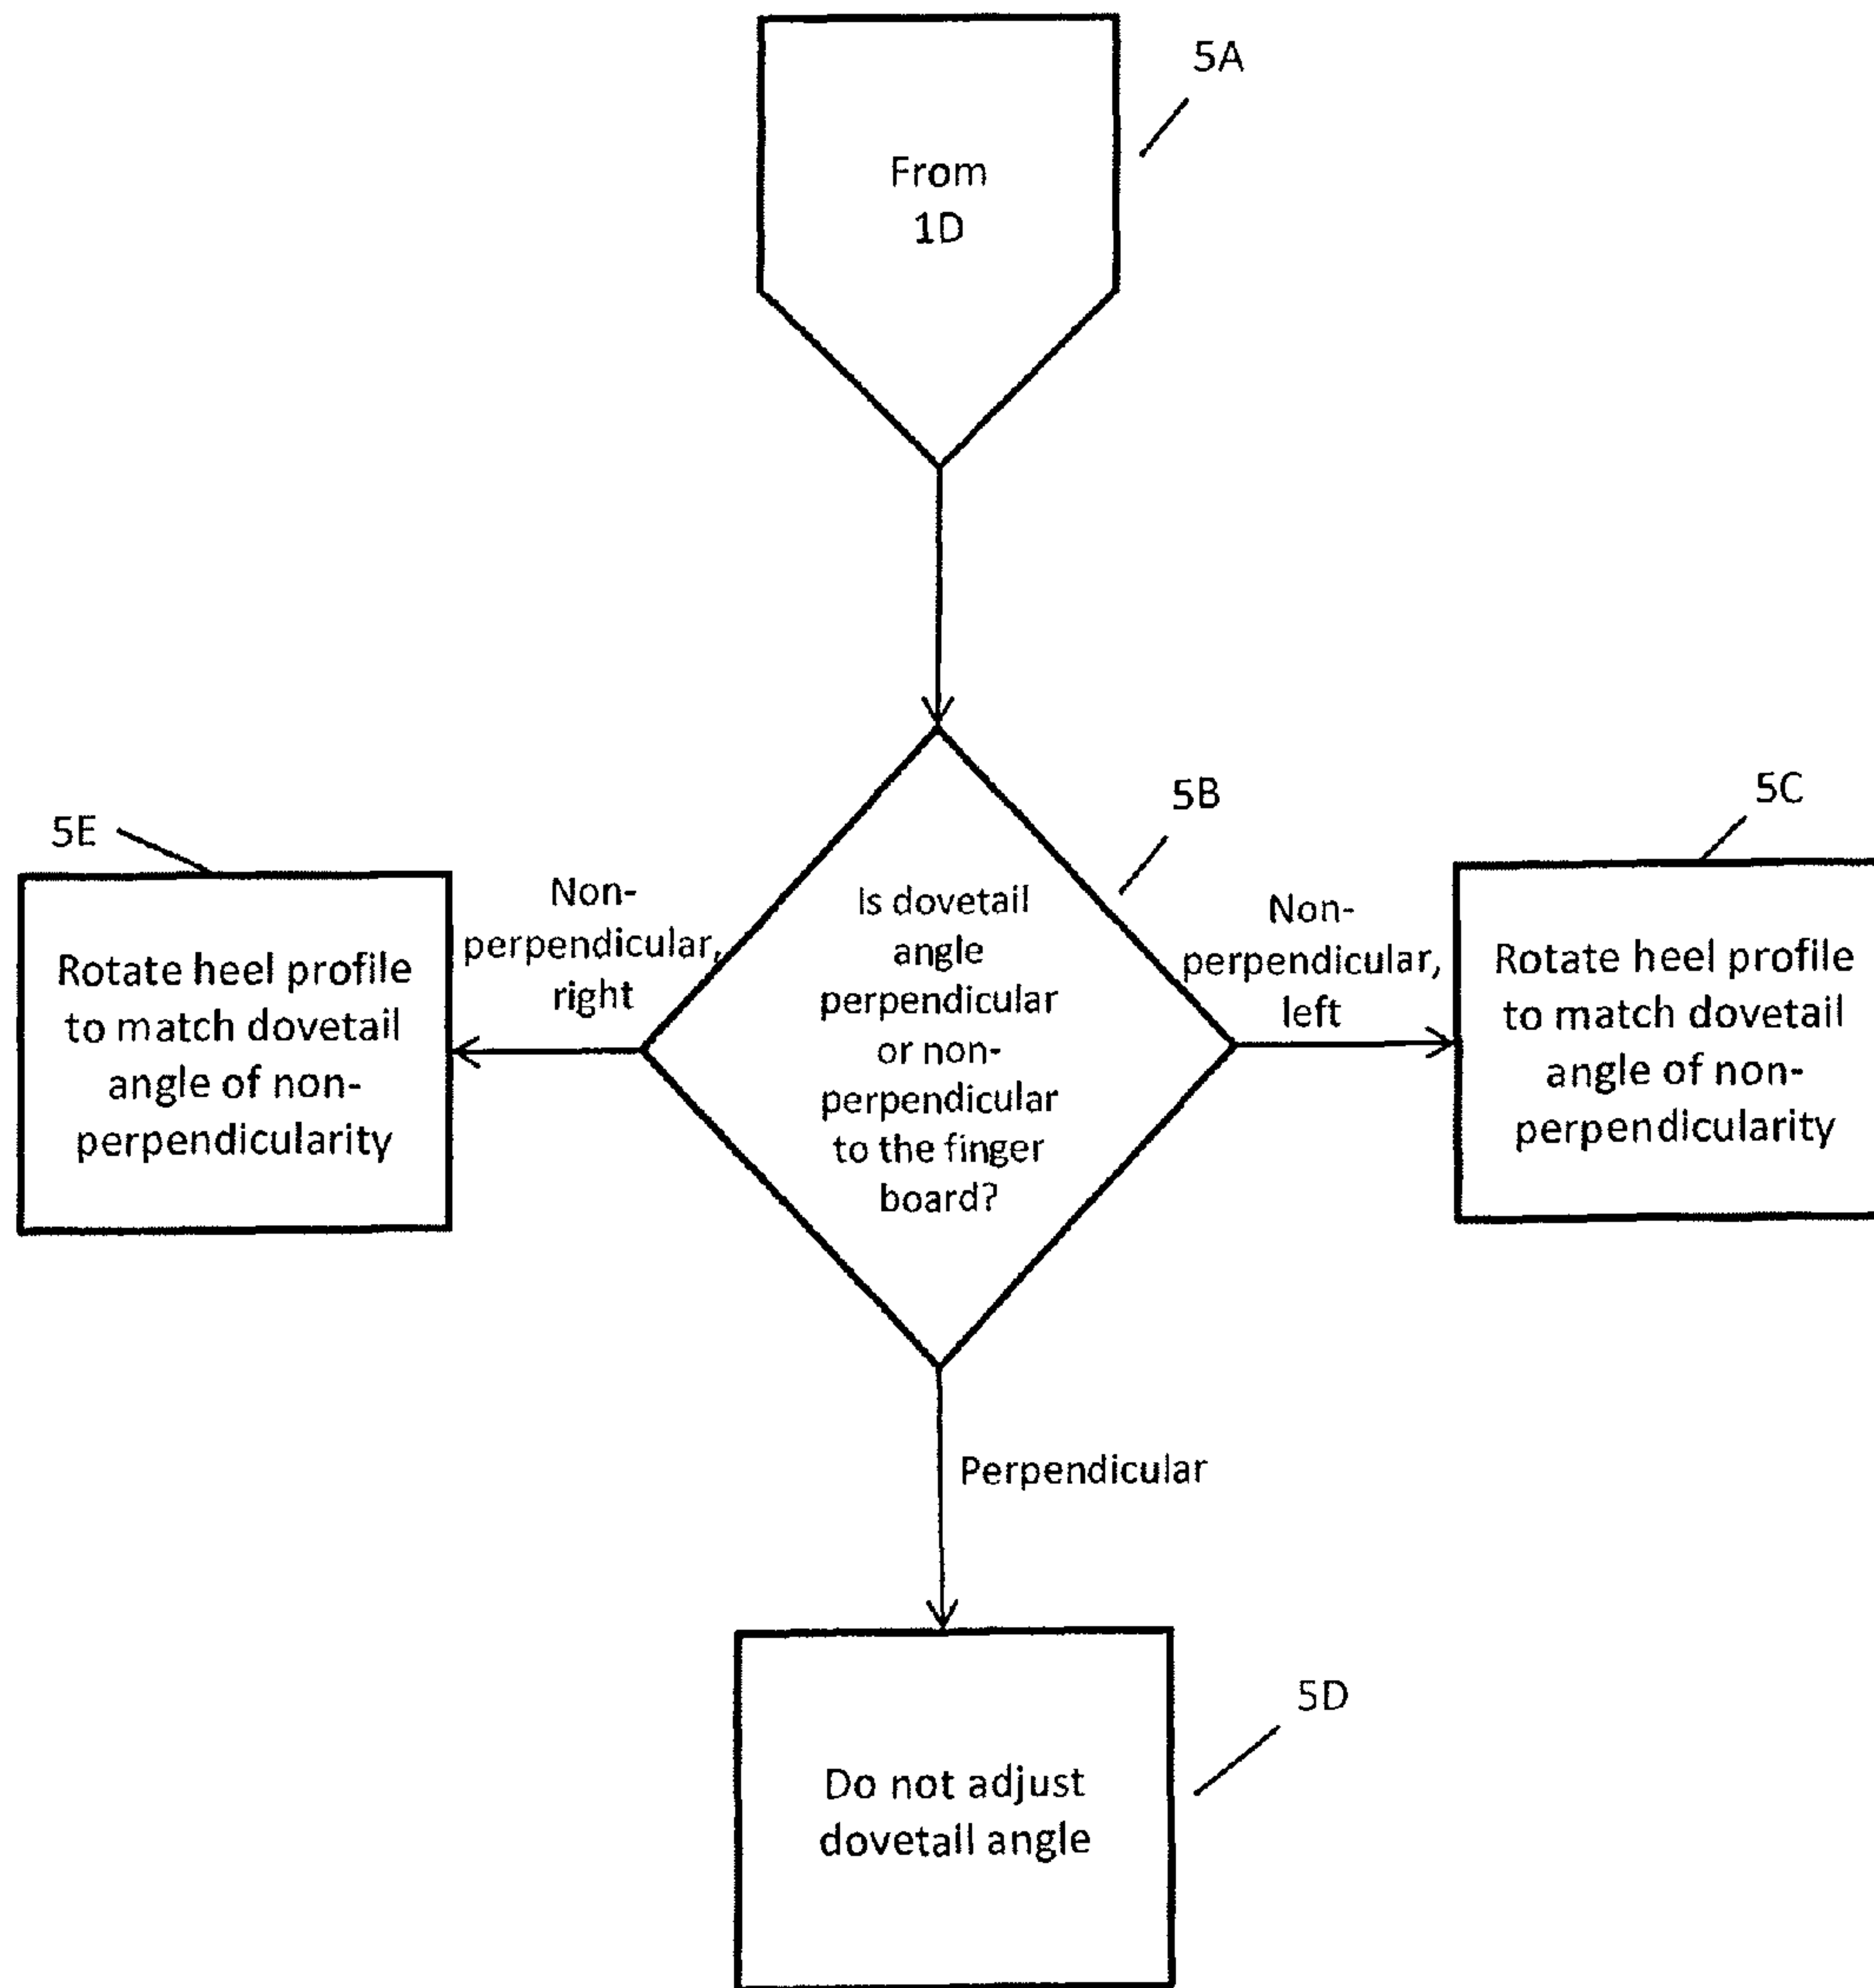 5A
From
1D
5B
5C
5E
Non-
perpendicular,
right
Is dovetail
angle
perpendicular
or non-
perpendicular
to the finger
board?
Non-
perpendicular,
left
Rotate heel profile
to match dovetail
angle of non-
perpendicularity
Rotate heel profile
to match dovetail
angle of non-
perpendicularity
Perpendicular
5D
Do not adjust
dovetail angle